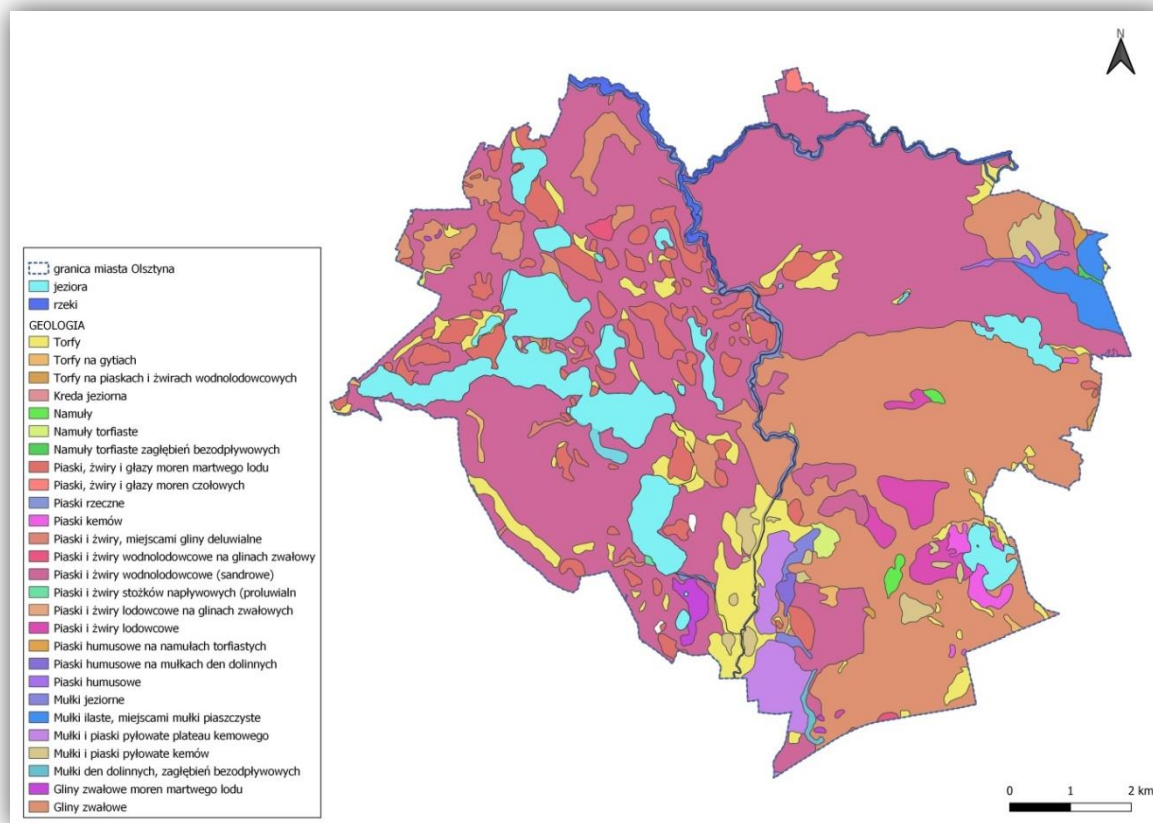 N
granica miasta Olsztyna
jeziora
rzeki
GEOLOGIA
Torfy
Torfy na gytiach
Torfy na piaskach i żwirach wodnolodowcowych
Kreda jeziorna
Namuły
Namuły torfiaste
Namuły torfiaste zagłębień bezodpływowych
Piaski, żwiry i głazy moren martwego lodu
Piaski, żwiry i głazy moren czołowych
Piaski rzeczne
Piaski kemów
Piaski i żwiry, miejscami gliny deluwialne
Piaski i żwiry wodnolodowcowe na glinach zwałowy
Piaski i żwiry wodnolodowcowe (sandrowe)
Piaski i żwiry stożków napływowych (proluwialn
Piaski i żwiry lodowcowe na glinach zwałowych
Piaski i żwiry lodowcowe
Piaski humusowe na namułach torfiastych
Piaski humusowe na mułkach den dolinnych
Piaski humusowe
Mułki jeziorne
Mułki ilaste, miejscami mułki piaszczyste
Mułki i piaski pyłowate plateau kemowego
Mułki i piaski pyłowate kemów
Mułki den dolinnych, zagłębień bezodpływowych
Gliny zwałowe moren martwego lodu
Gliny zwałowe
0 1 2 km